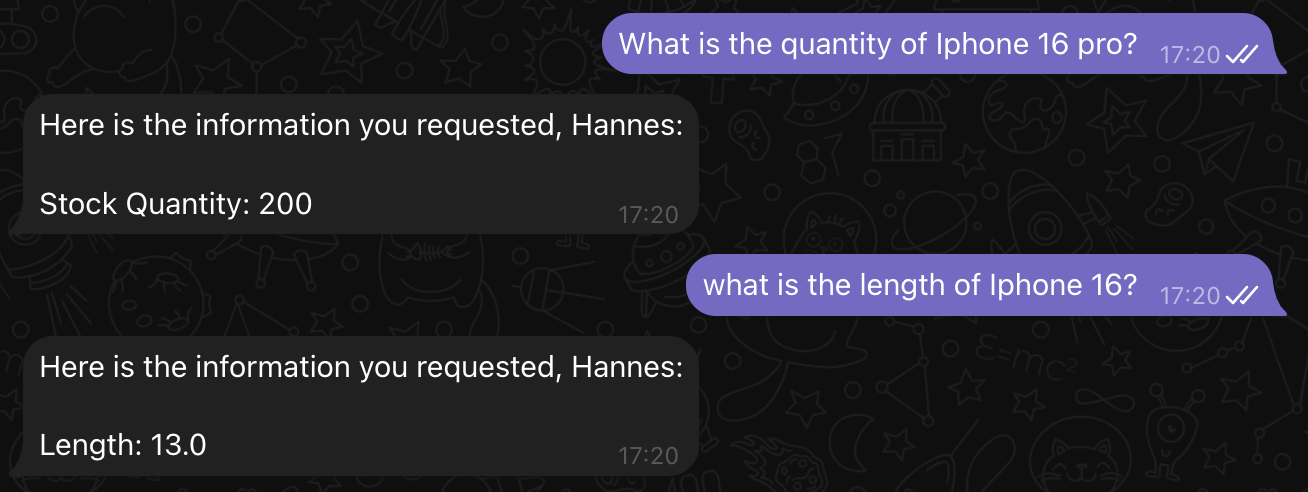 What is the quantity of Iphone 16 pro? 17:20
Here is the information you requested, Hannes:
Stock Quantity: 200 17:20
what is the length of Iphone 16? 17:20
Here is the information you requested, Hannes:
Length: 13.0 17:20
E=mc²